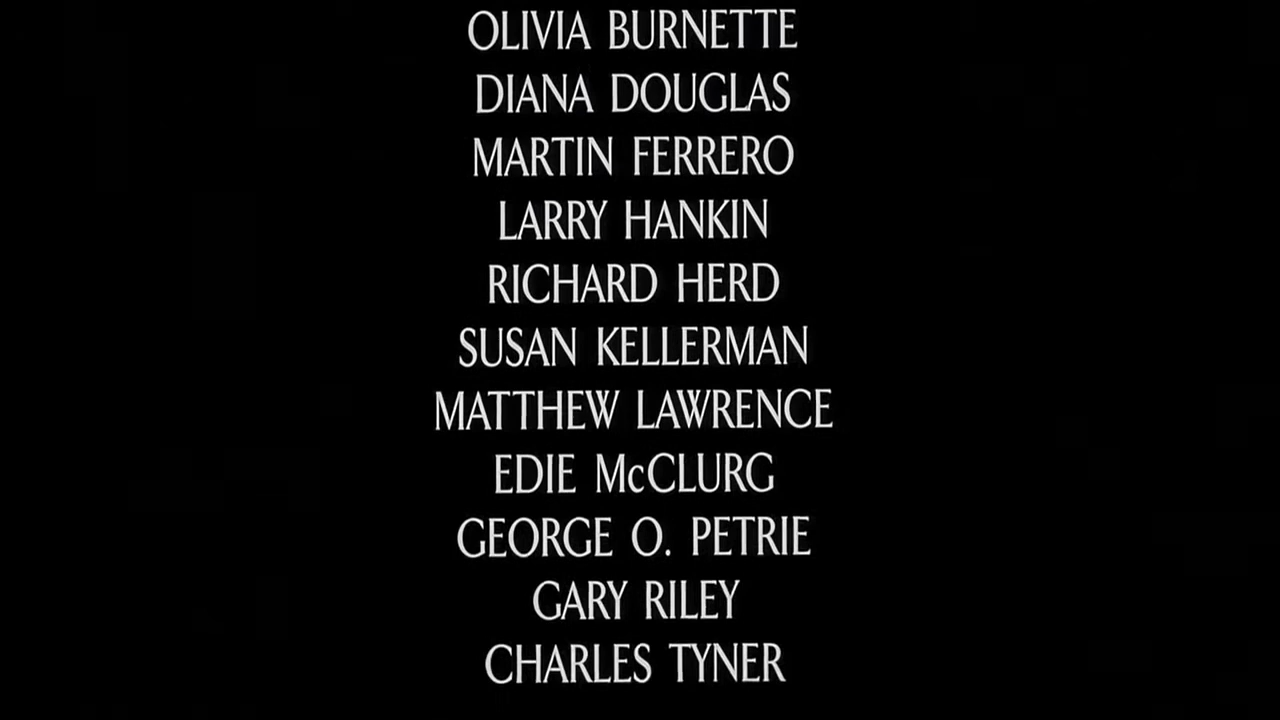 OLIVIA BURNETTE
DIANA DOUGLAS
MARTIN FERRERO
LARRY HANKIN
RICHARD HERD
SUSAN KELLERMAN
MATTHEW LAWRENCE
EDIE McCLURG
GEORGE O. PETRIE
GARY RILEY
CHARLES TYNER